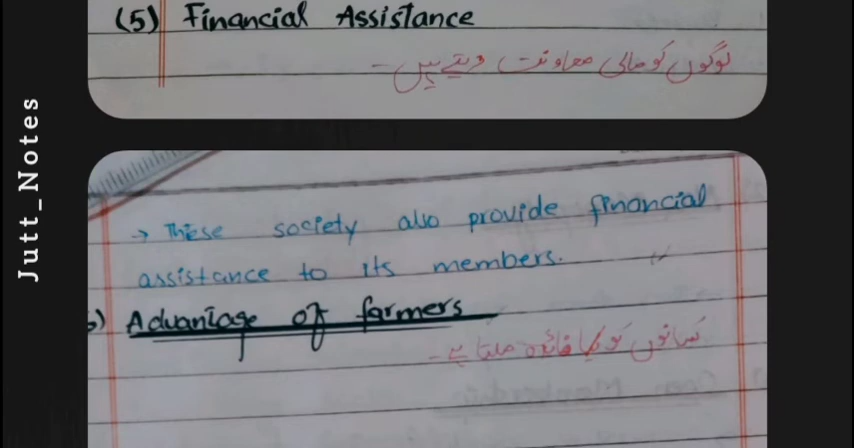 (5) Financial Assistance
لوگوں کو مالی معاونت دیتے ہیں۔
→ These society also provide financial
assistance to its members.
6) Advantage of farmers
کسانوں کو کیا فائدہ ملتا ہے۔
Jutt_Notes